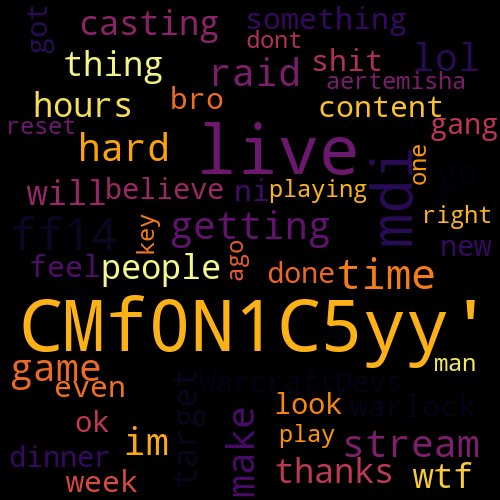 got
casting
something
dont
thing
raid
shit
lol
aertemisha
hours
bro
content
reset
gang
hard
live
one
go
will
believe
ni
playing
mdi
ff14
key
getting
right
feel
people
ago
done
time
new
CMf0N1C5yy'
game
man
even
WarcraftDevs
target
look
warlock
ok
make
play
dinner
im
stream
week
thanks
wtf